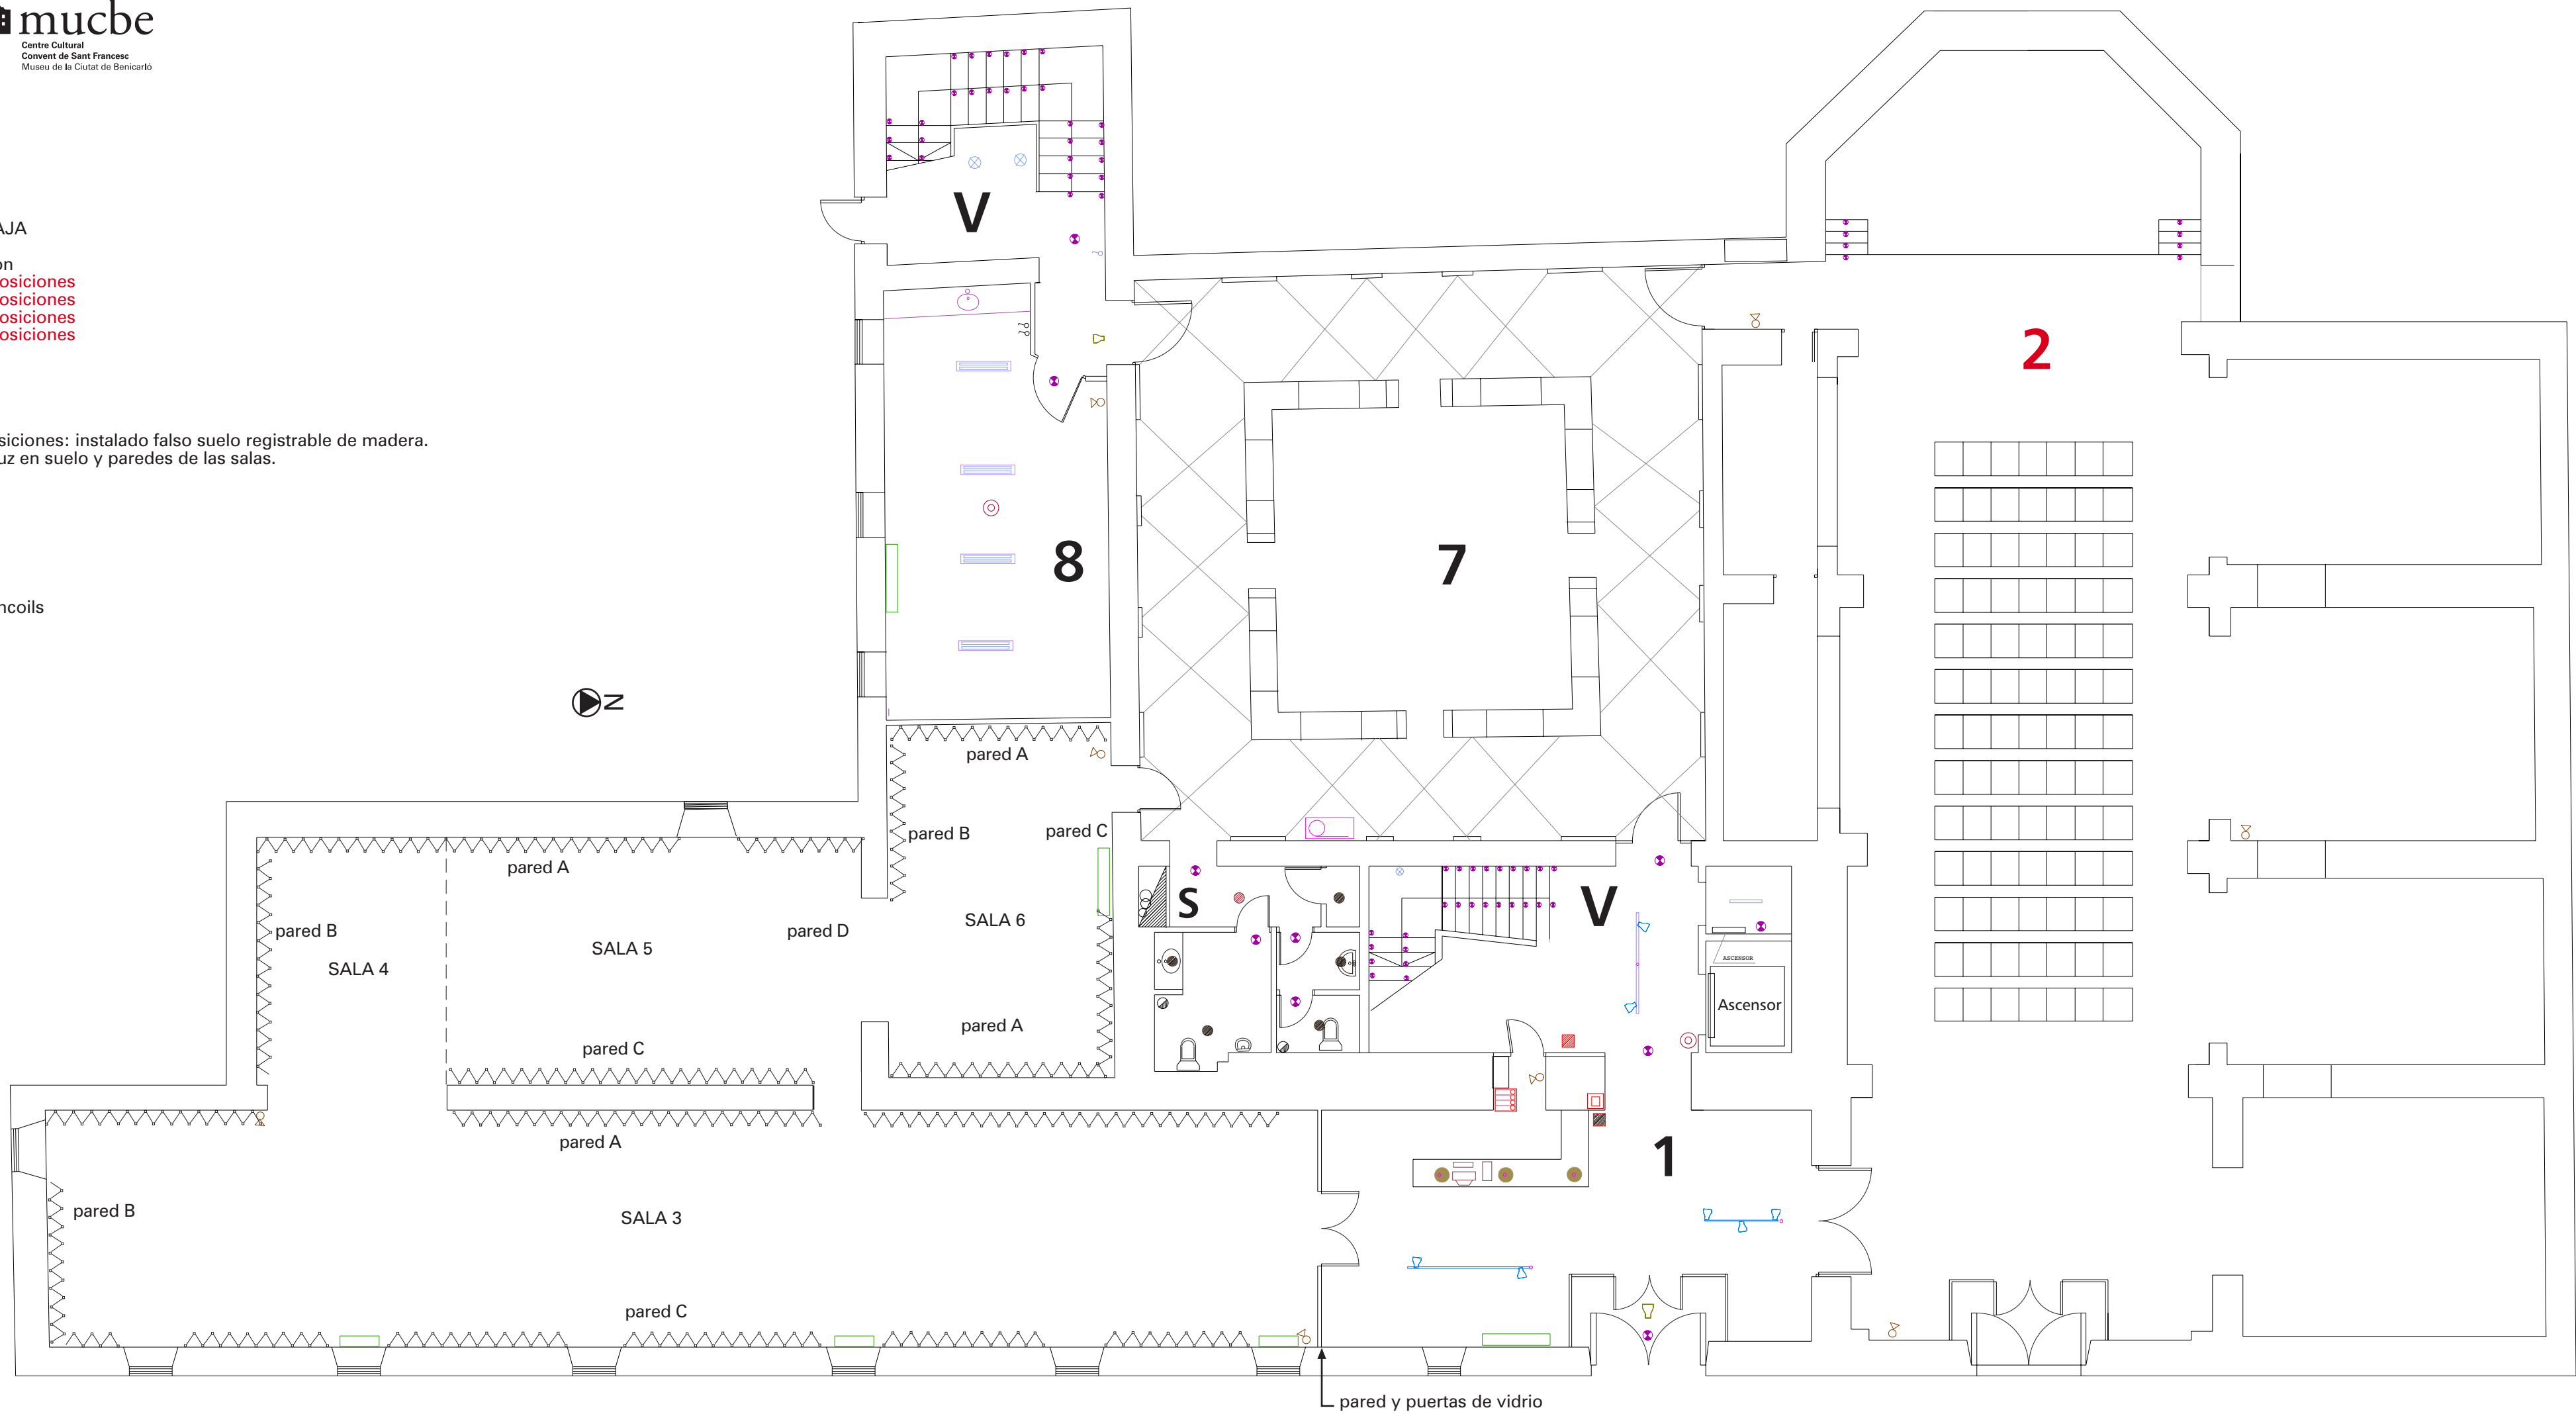 mucbe
Centre Cultural
Convent de Sant Francesc
Museu de la Ciutat de Benicarló
AJA
on
osiciones
osiciones
osiciones
osiciones
siciones: instalado falso suelo registrable de madera.
uz en suelo y paredes de las salas.
ncoils
N
V
2
8
7
pared A
pared B
pared C
pared A
S
V
pared B
SALA 5
pared D
SALA 6
SALA 4
ASCENSOR
Ascensor
pared A
pared C
pared A
1
pared B
SALA 3
pared C
pared y puertas de vidrio